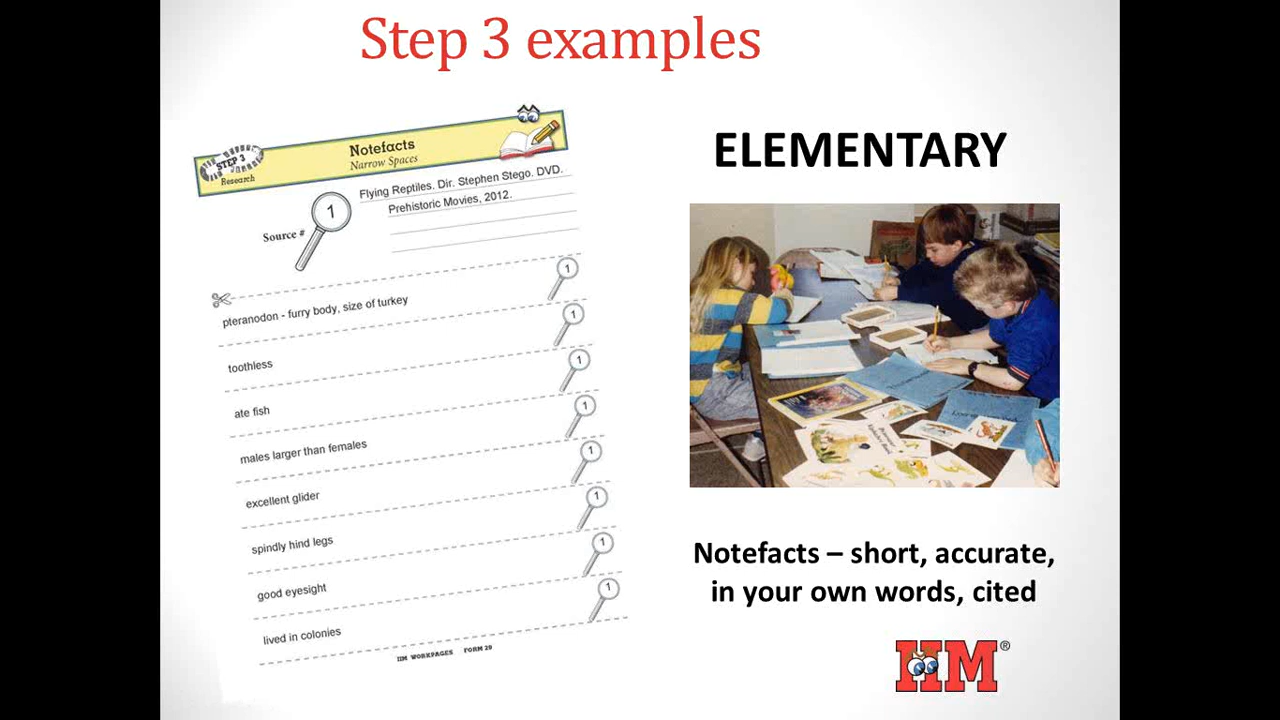 Step 3 examples
STEP 3
Research
Notefacts
Narrow Spaces
Source #
1
Flying Reptiles. Dir. Stephen Stego. DVD.
Prehistoric Movies, 2012.
pteranodon - furry body, size of turkey
1
toothless
1
ate fish
1
males larger than females
1
excellent glider
1
spindly hind legs
1
good eyesight
1
lived in colonies
1
IIM WORKPAGES FORM 29
ELEMENTARY
Notefacts – short, accurate,
in your own words, cited
IIM®